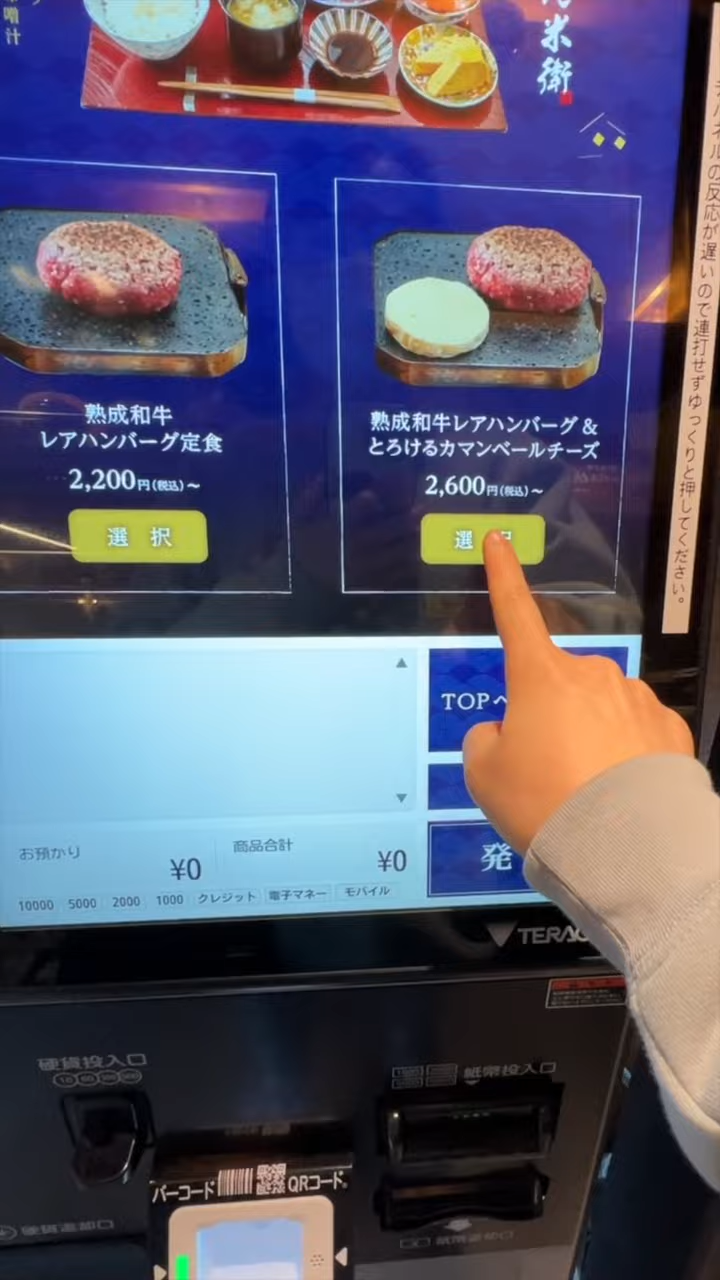 噌汁
米衛
熟成和牛
レアハンバーグ定食
2,200円(税込)～
選 択
熟成和牛レアハンバーグ&
とろけるカマンベールチーズ
2,600円(税込)～
選
の反応が遅いので連打せずゆっくりと押してください。
TOPへ
お預かり
¥0
商品合計
¥0
10000 5000 2000 1000 クレジット 電子マネー モバイル
発
TERAO
硬貨投入口
紙幣投入口
バーコード QRコード
硬貨返却口